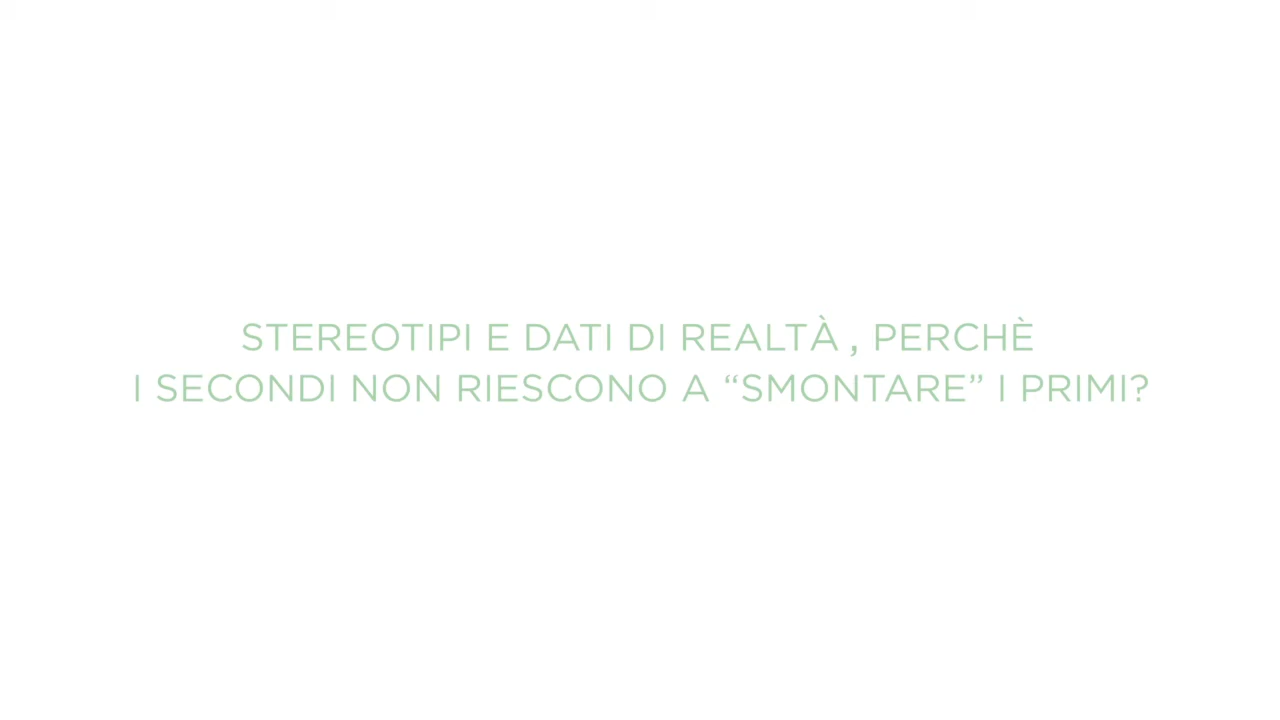 STEREOTIPI E DATI DI REALTÀ , PERCHÈ
I SECONDI NON RIESCONO A “SMONTARE” I PRIMI?